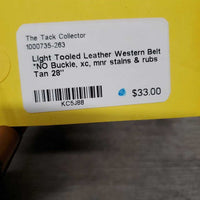 The Tack Collector
1000735-263
Light Tooled Leather Western Belt
*NO Buckle, xc, mnr stains & rubs
Tan 28"
$33.00
KC5J88